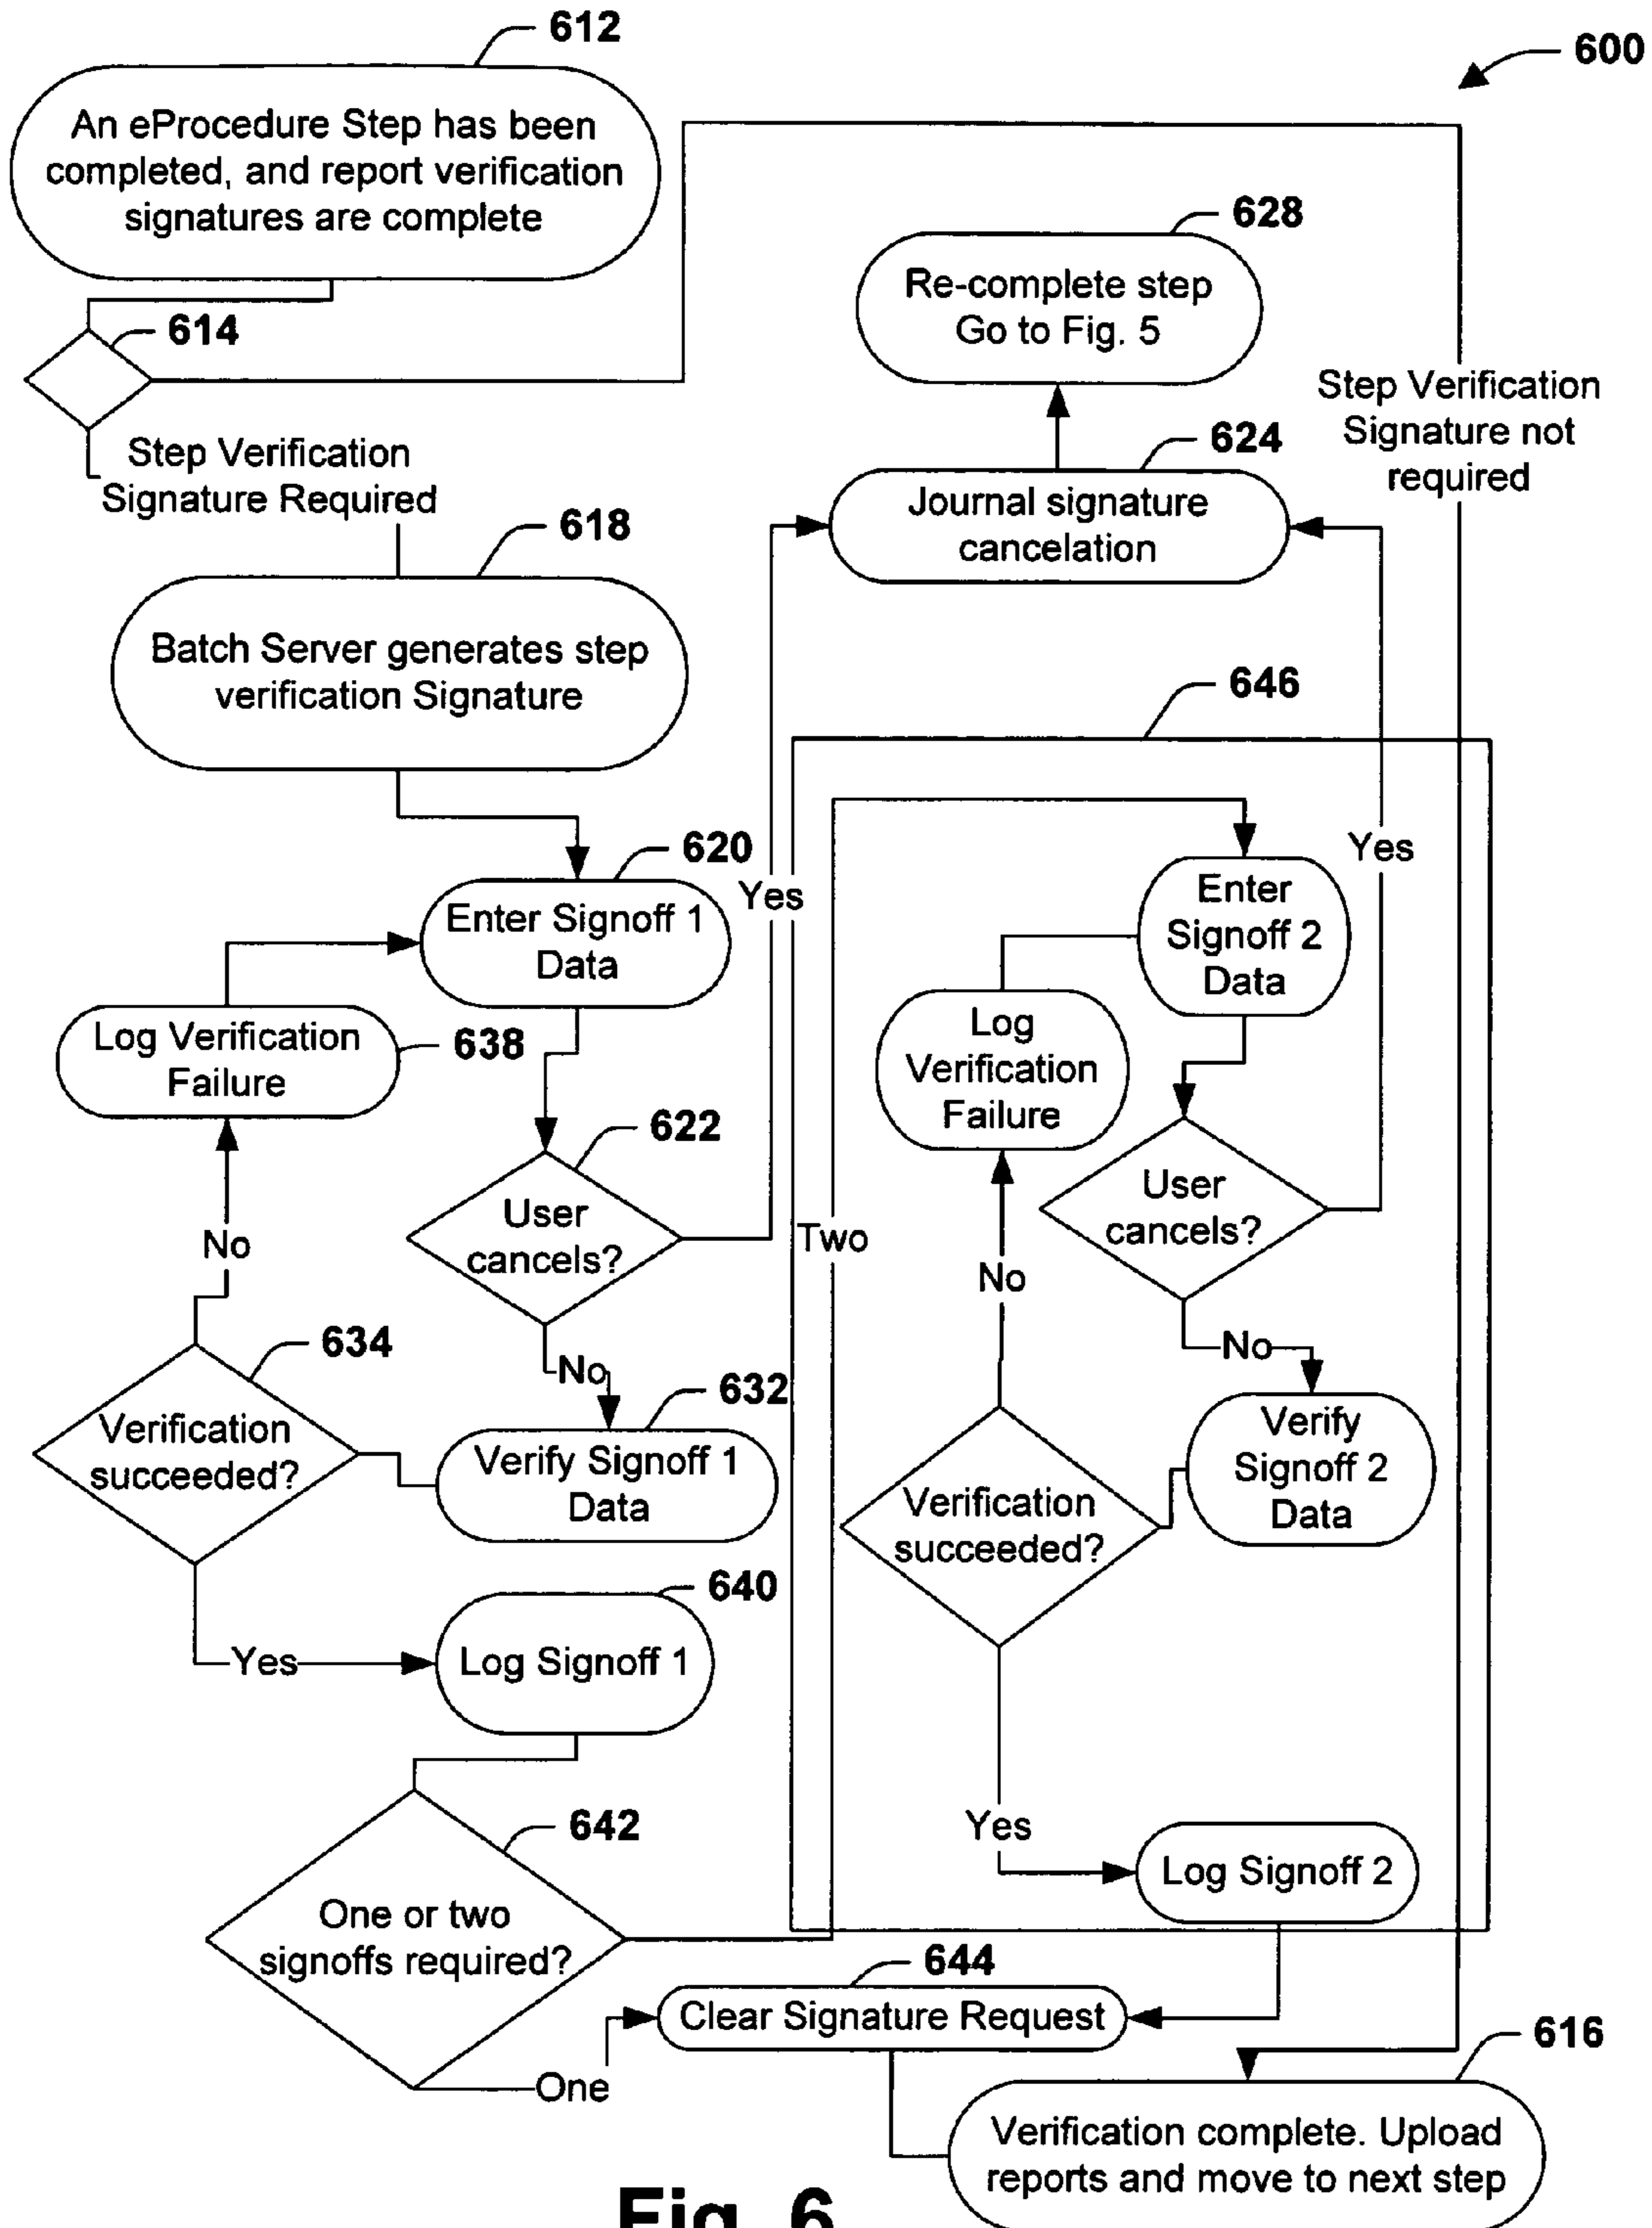 612
600
An eProcedure Step has been
completed, and report verification
signatures are complete
614
628
Re-complete step
Go to Fig. 5
Step Verification
Signature not
required
Step Verification
Signature Required
624
Journal signature
cancelation
618
Batch Server generates step
verification Signature
646
620
Enter Signoff 1
Data
Yes
Yes
Enter
Signoff 2
Data
Log Verification
Failure
638
Log
Verification
Failure
622
User
cancels?
User
cancels?
No
Two
No
No
No
634
632
Verification
succeeded?
Verify Signoff 1
Data
Verify
Signoff 2
Data
Verification
succeeded?
640
Yes
Log Signoff 1
642
Yes
Log Signoff 2
One or two
signoffs required?
644
Clear Signature Request
616
One
Verification complete. Upload
reports and move to next step
Fig. 6